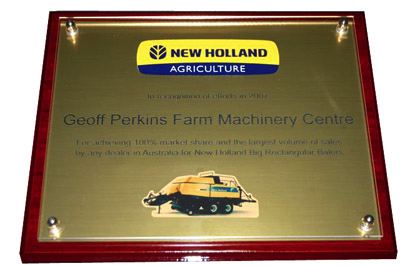 NEW HOLLAND
AGRICULTURE
In recognition of efforts in 2007
Geoff Perkins Farm Machinery Centre
For achieving 100% market share and the largest volume of sales
by any dealer in Australia for New Holland Big Rectangular Balers.